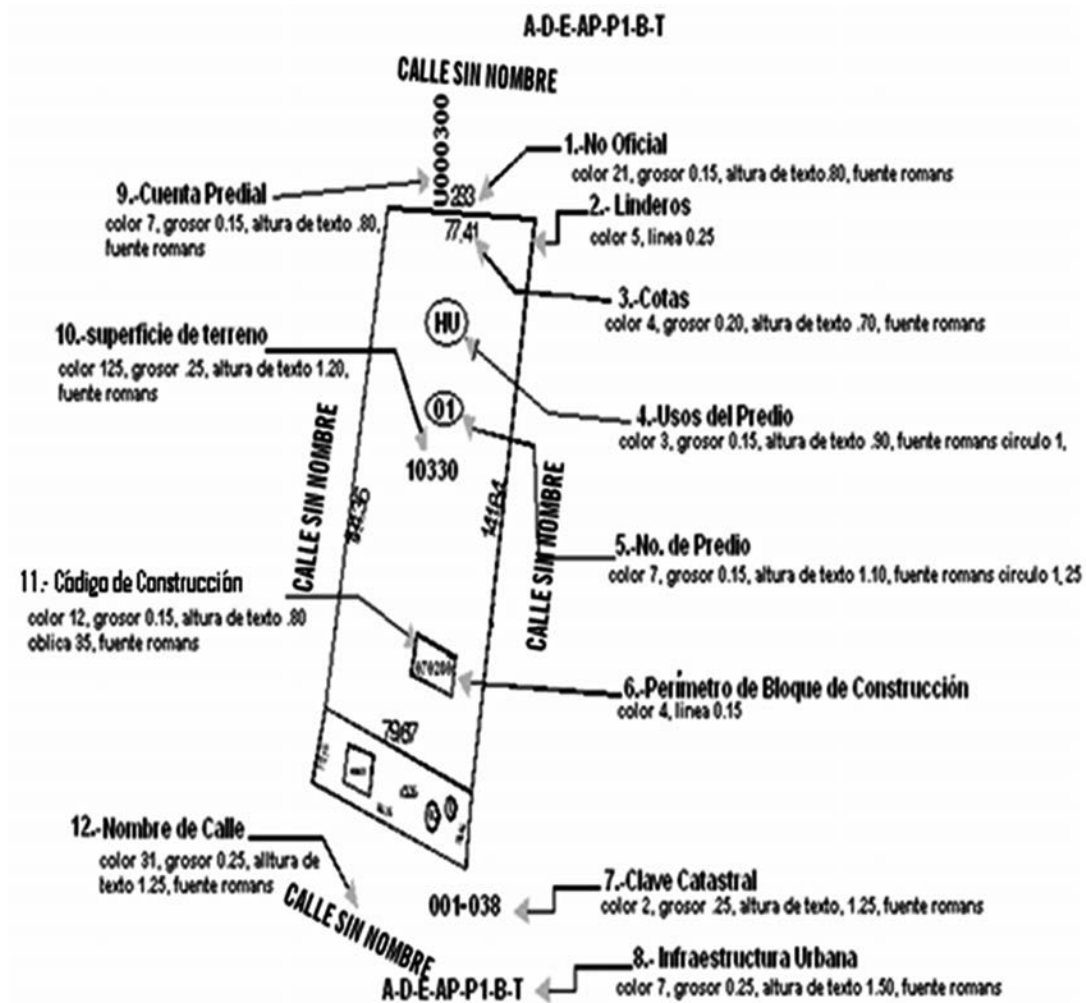 A-D-E-AP-P1-B-T
CALLE SIN NOMBRE
U000300
1.-No Oficial
color 21, grosor 0.15, altura de texto.80, fuente romans
233
9.-Cuenta Predial
color 7, grosor 0.15, altura de texto .80,
fuente romans
2.- Linderos
color 5, linea 0.25
77.41
3.-Cotas
color 4, grosor 0.20, altura de texto .70, fuente romans
HU
10.-superficie de terreno
color 125, grosor .25, altura de texto 1.20,
fuente romans
4.-Usos del Predio
color 3, grosor 0.15, altura de texto .90, fuente romans circulo 1,
01
10330
CALLE SIN NOMBRE
CALLE SIN NOMBRE
141.64
5.-No. de Predio
color 7, grosor 0.15, altura de texto 1.10, fuente romans circulo 1,25
11.- Código de Construcción
color 12, grosor 0.15, altura de texto .80
oblica 35, fuente romans
070200
6.-Perímetro de Bloque de Construcción
color 4, linea 0.15
79.67
12.-Nombre de Calle
color 31, grosor 0.25, alltura de
texto 1.25, fuente romans
CALLE SIN NOMBRE
001-038
7.-Clave Catastral
color 2, grosor .25, altura de texto, 1.25, fuente romans
8.- Infraestructura Urbana
color 7, grosor 0.25, altura de texto 1.50, fuente romans
A-D-E-AP-P1-B-T